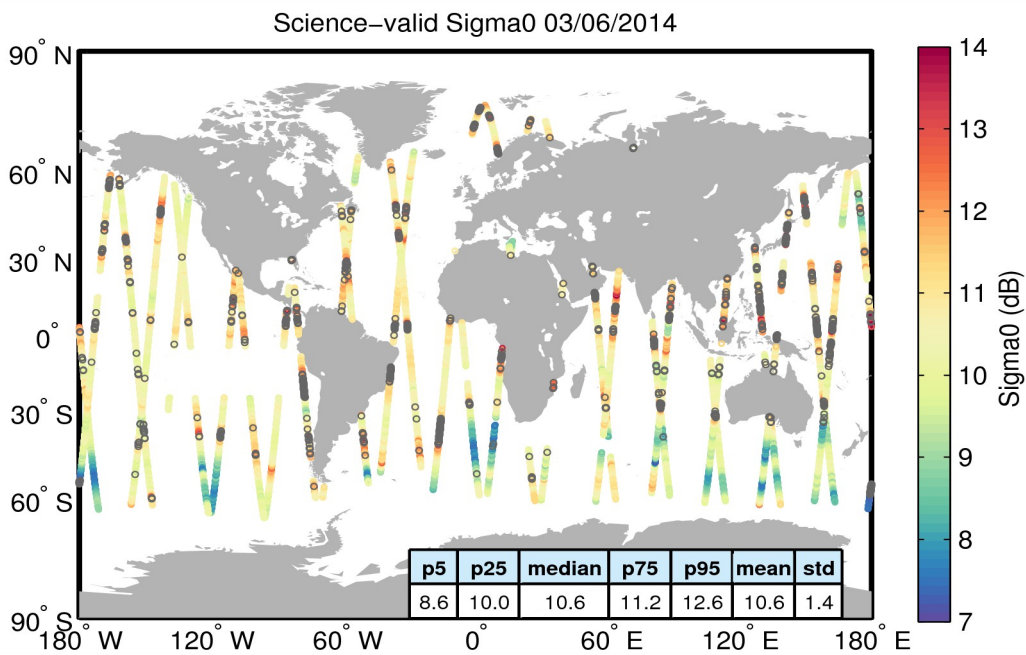 Science−valid Sigma0 03/06/2014
90° N
60° N
30° N
0°
30° S
60° S
90° S
180° W
120° W
60° W
0°
60° E
120° E
180° E
14
13
12
11
10
9
8
7
Sigma0 (dB)
p5 p25 median p75 p95 mean std
8.6 10.0 10.6 11.2 12.6 10.6 1.4